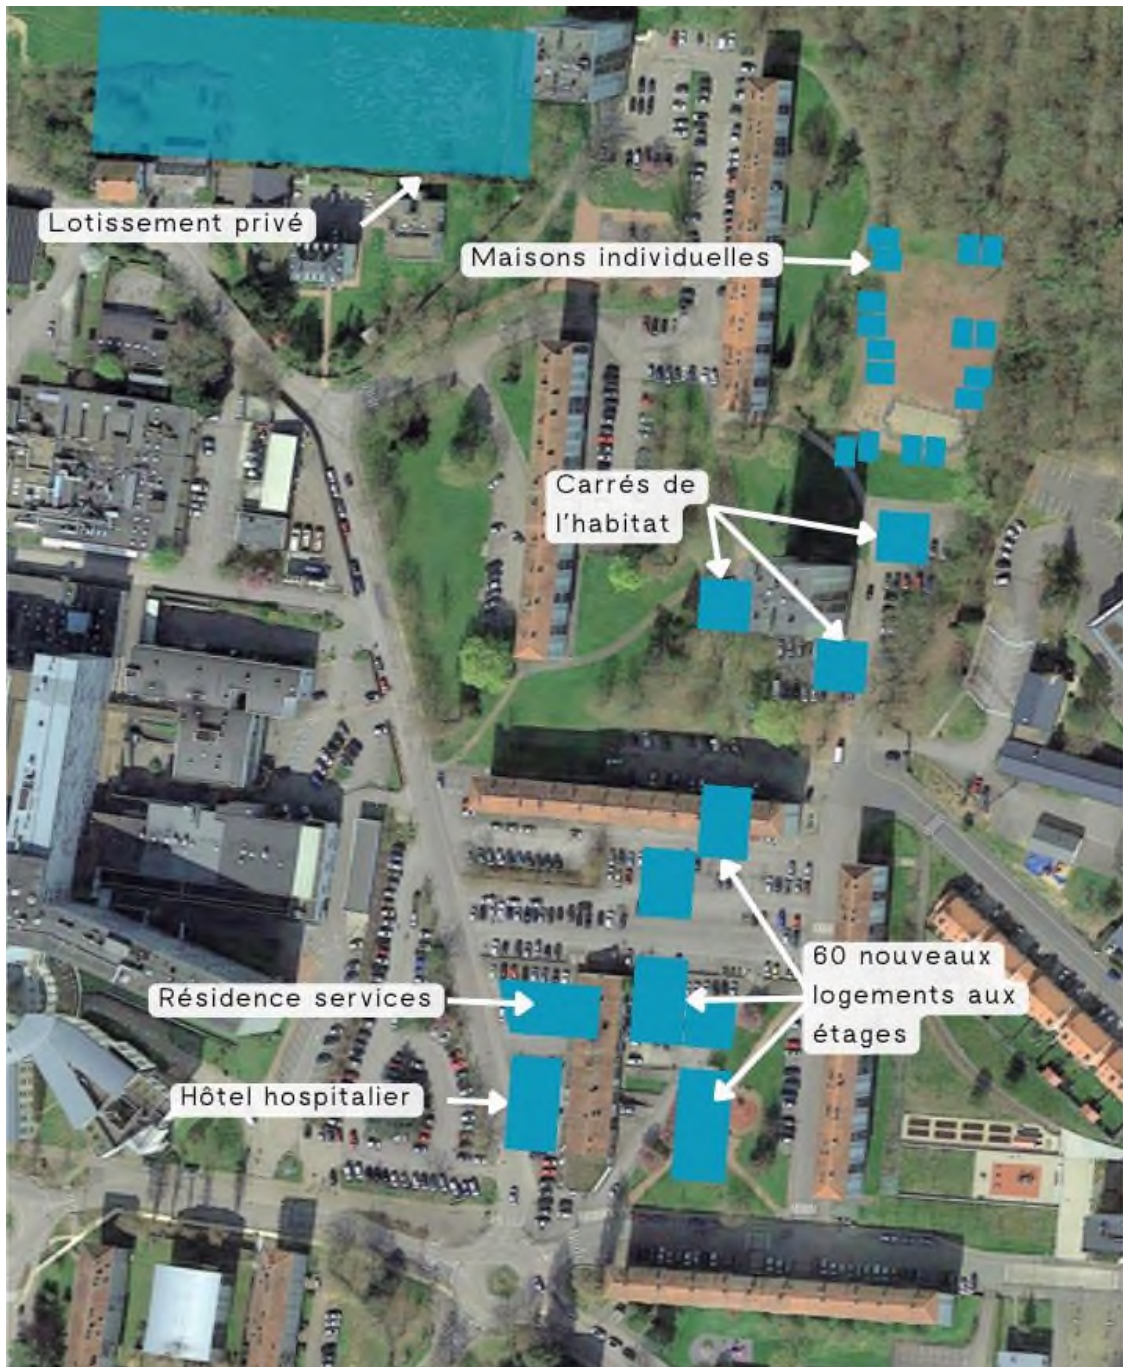 Lotissement privé
Maisons individuelles
Carrés de
l'habitat
60 nouveaux
logements aux
étages
Résidence services
Hôtel hospitalier